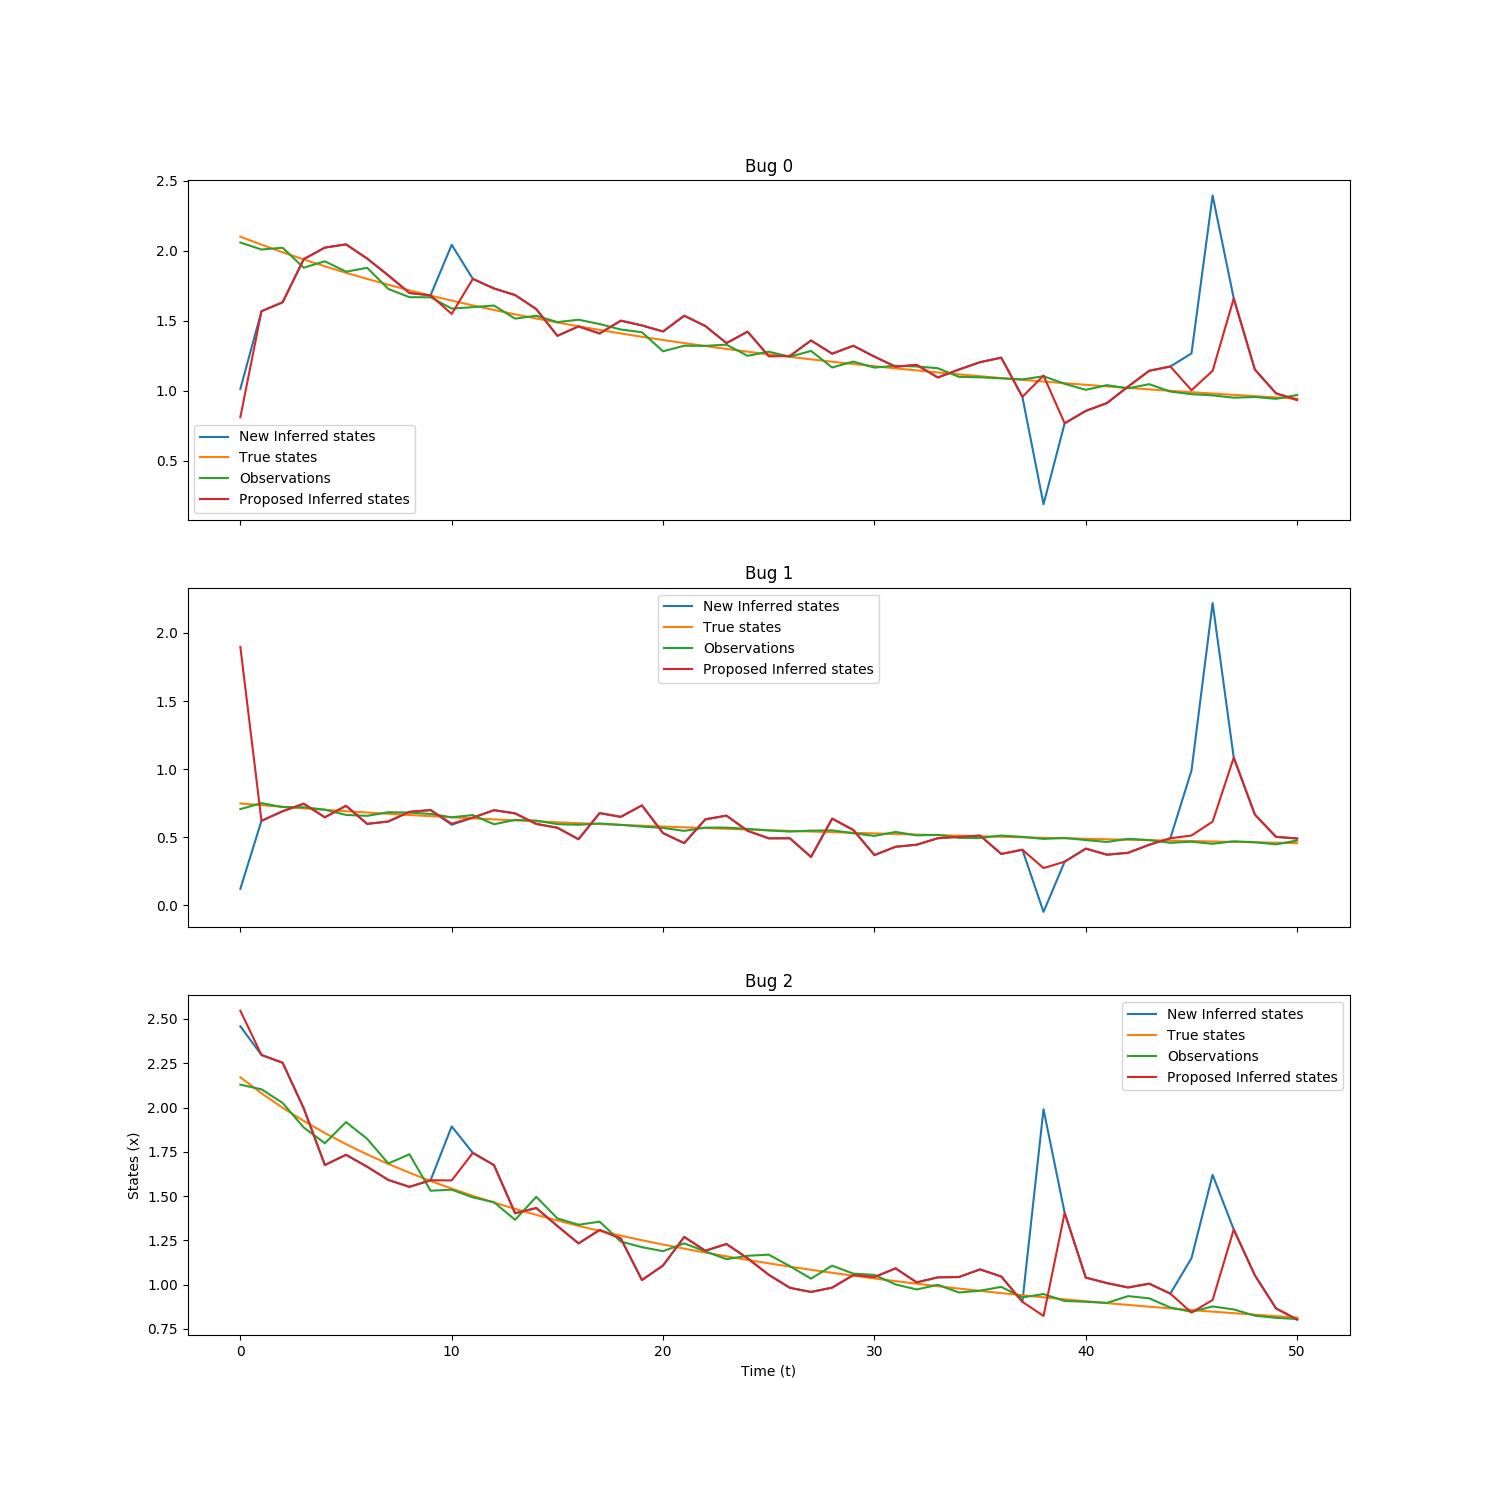 Bug 0
2.5
2.0
1.5
1.0
0.5
New Inferred states
True states
Observations
Proposed Inferred states
Bug 1
2.0
1.5
1.0
0.5
0.0
New Inferred states
True states
Observations
Proposed Inferred states
Bug 2
States (x)
2.50
2.25
2.00
1.75
1.50
1.25
1.00
0.75
New Inferred states
True states
Observations
Proposed Inferred states
0 10 20 30 40 50
Time (t)